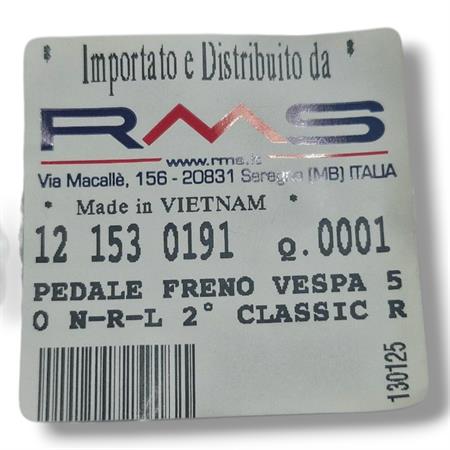 * Importato e Distribuito da *
RMS
www.rms.it
Via Macallè, 156 - 20831 Seregno (MB) ITALIA
* Made in VIETNAM *
12 153 0191 Q.0001
PEDALE FRENO VESPA 5
0 N-R-L 2° CLASSIC R
130125